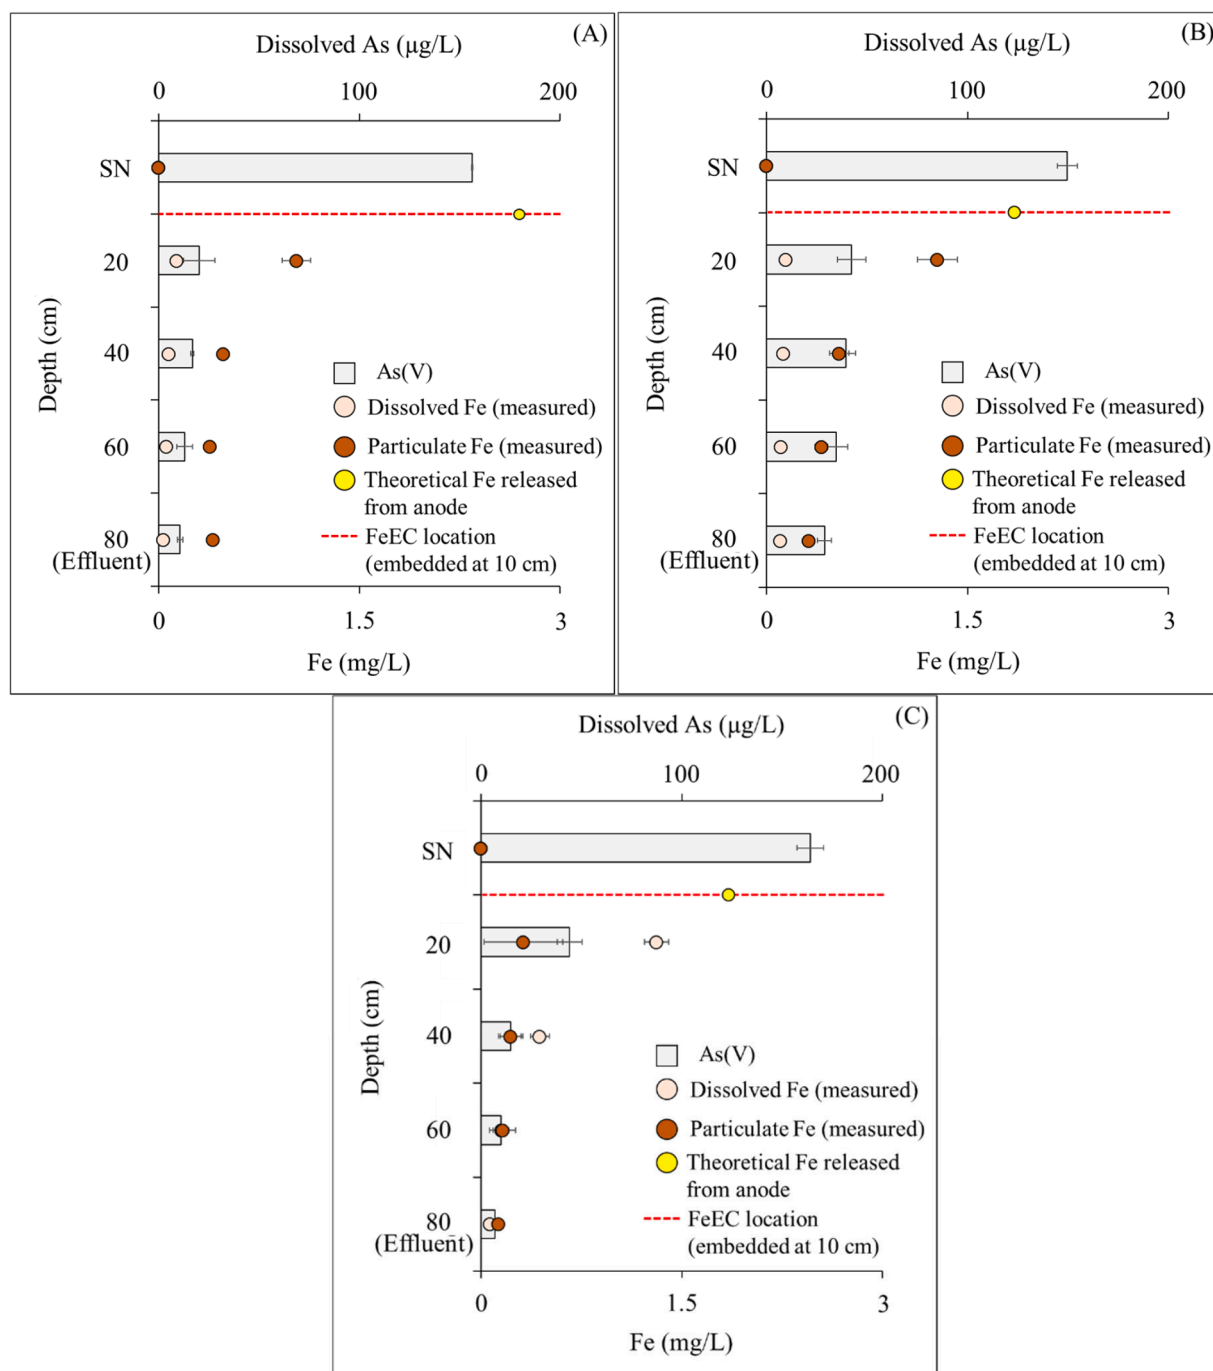 (A)
Dissolved As (µg/L)
0 100 200
SN
20
40
60
80
(Effluent)
Depth (cm)
As(V)
Dissolved Fe (measured)
Particulate Fe (measured)
Theoretical Fe released
from anode
FeEC location
(embedded at 10 cm)
0 1.5 3
Fe (mg/L)
(B)
Dissolved As (µg/L)
0 100 200
SN
20
40
60
80
(Effluent)
Depth (cm)
As(V)
Dissolved Fe (measured)
Particulate Fe (measured)
Theoretical Fe released
from anode
FeEC location
(embedded at 10 cm)
0 1.5 3
Fe (mg/L)
(C)
Dissolved As (µg/L)
0 100 200
SN
20
40
60
80
(Effluent)
Depth (cm)
As(V)
Dissolved Fe (measured)
Particulate Fe (measured)
Theoretical Fe released
from anode
FeEC location
(embedded at 10 cm)
0 1.5 3
Fe (mg/L)